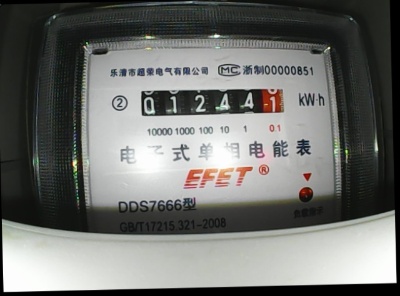 乐清市超荣电气有限公司 MC 浙制00000851
② 0 1 2 4 4 1 kW·h
10000 1000 100 10 1 0.1
电子式单相电能表
EFET ®
DDS7666型
GB/T17215.321-2008